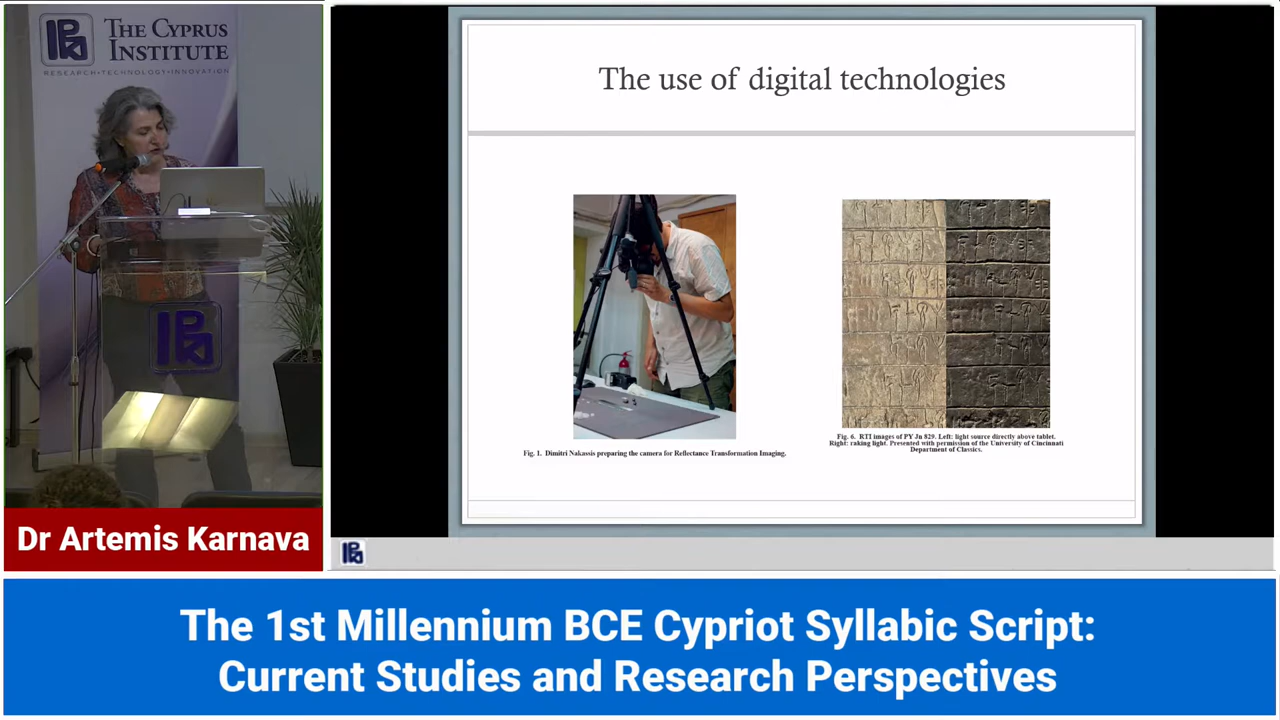 THE CYPRUS
INSTITUTE
RESEARCH•TECHNOLOGY•INNOVATION
The use of digital technologies
Fig. 1. Dimitri Nakassis preparing the camera for Reflectance Transformation Imaging.
Fig. 6. RTI images of PY Jn 829. Left: light source directly above tablet.
Right: raking light. Presented with permission of the University of Cincinnati
Department of Classics.
Dr Artemis Karnava
The 1st Millennium BCE Cypriot Syllabic Script:
Current Studies and Research Perspectives